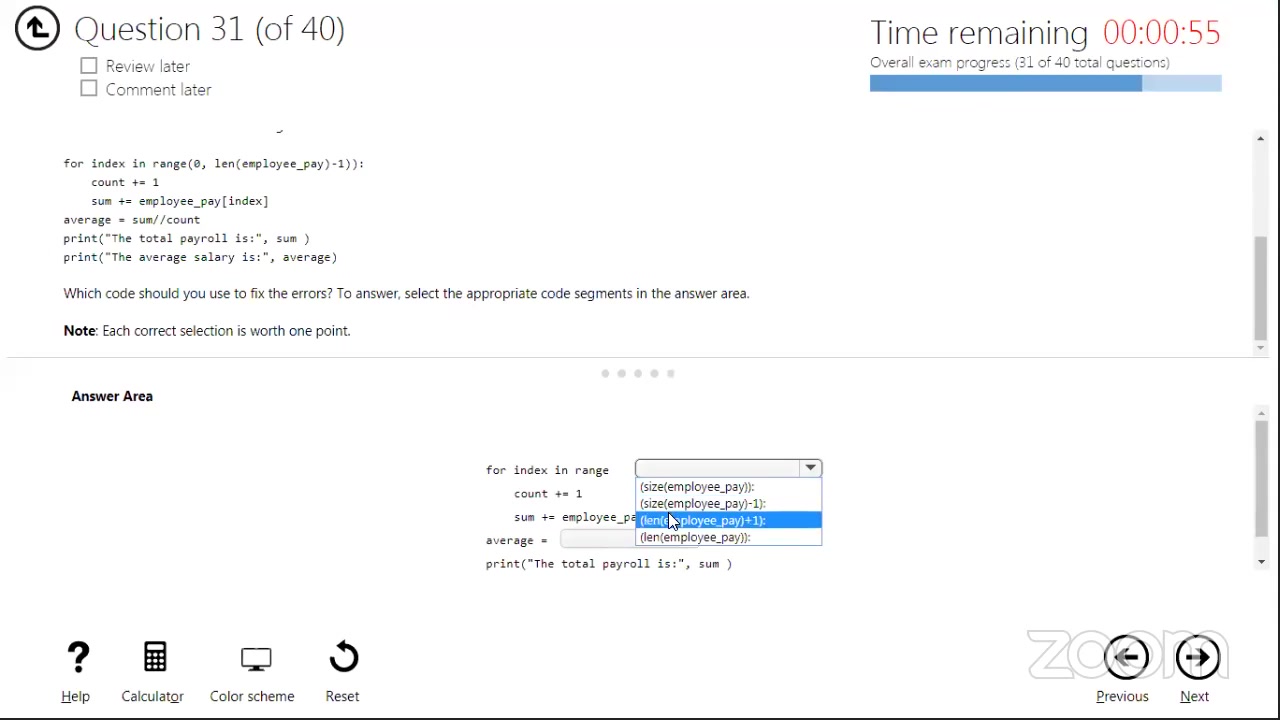 Question 31 (of 40)
Time remaining 00:00:55
Review later
Overall exam progress (31 of 40 total questions)
Comment later
for index in range(0, len(employee_pay)-1)):
count += 1
sum += employee_pay[index]
average = sum//count
print("The total payroll is:", sum )
print("The average salary is:", average)
Which code should you use to fix the errors? To answer, select the appropriate code segments in the answer area.
Note: Each correct selection is worth one point.
Answer Area
for index in range
(size(employee_pay)):
count += 1
(size(employee_pay)-1):
sum += employee_pa
(len(employee_pay)+1):
(len(employee_pay)):
average =
print("The total payroll is:", sum )
zoom
? Help
Calculator
Color scheme
Reset
Previous
Next